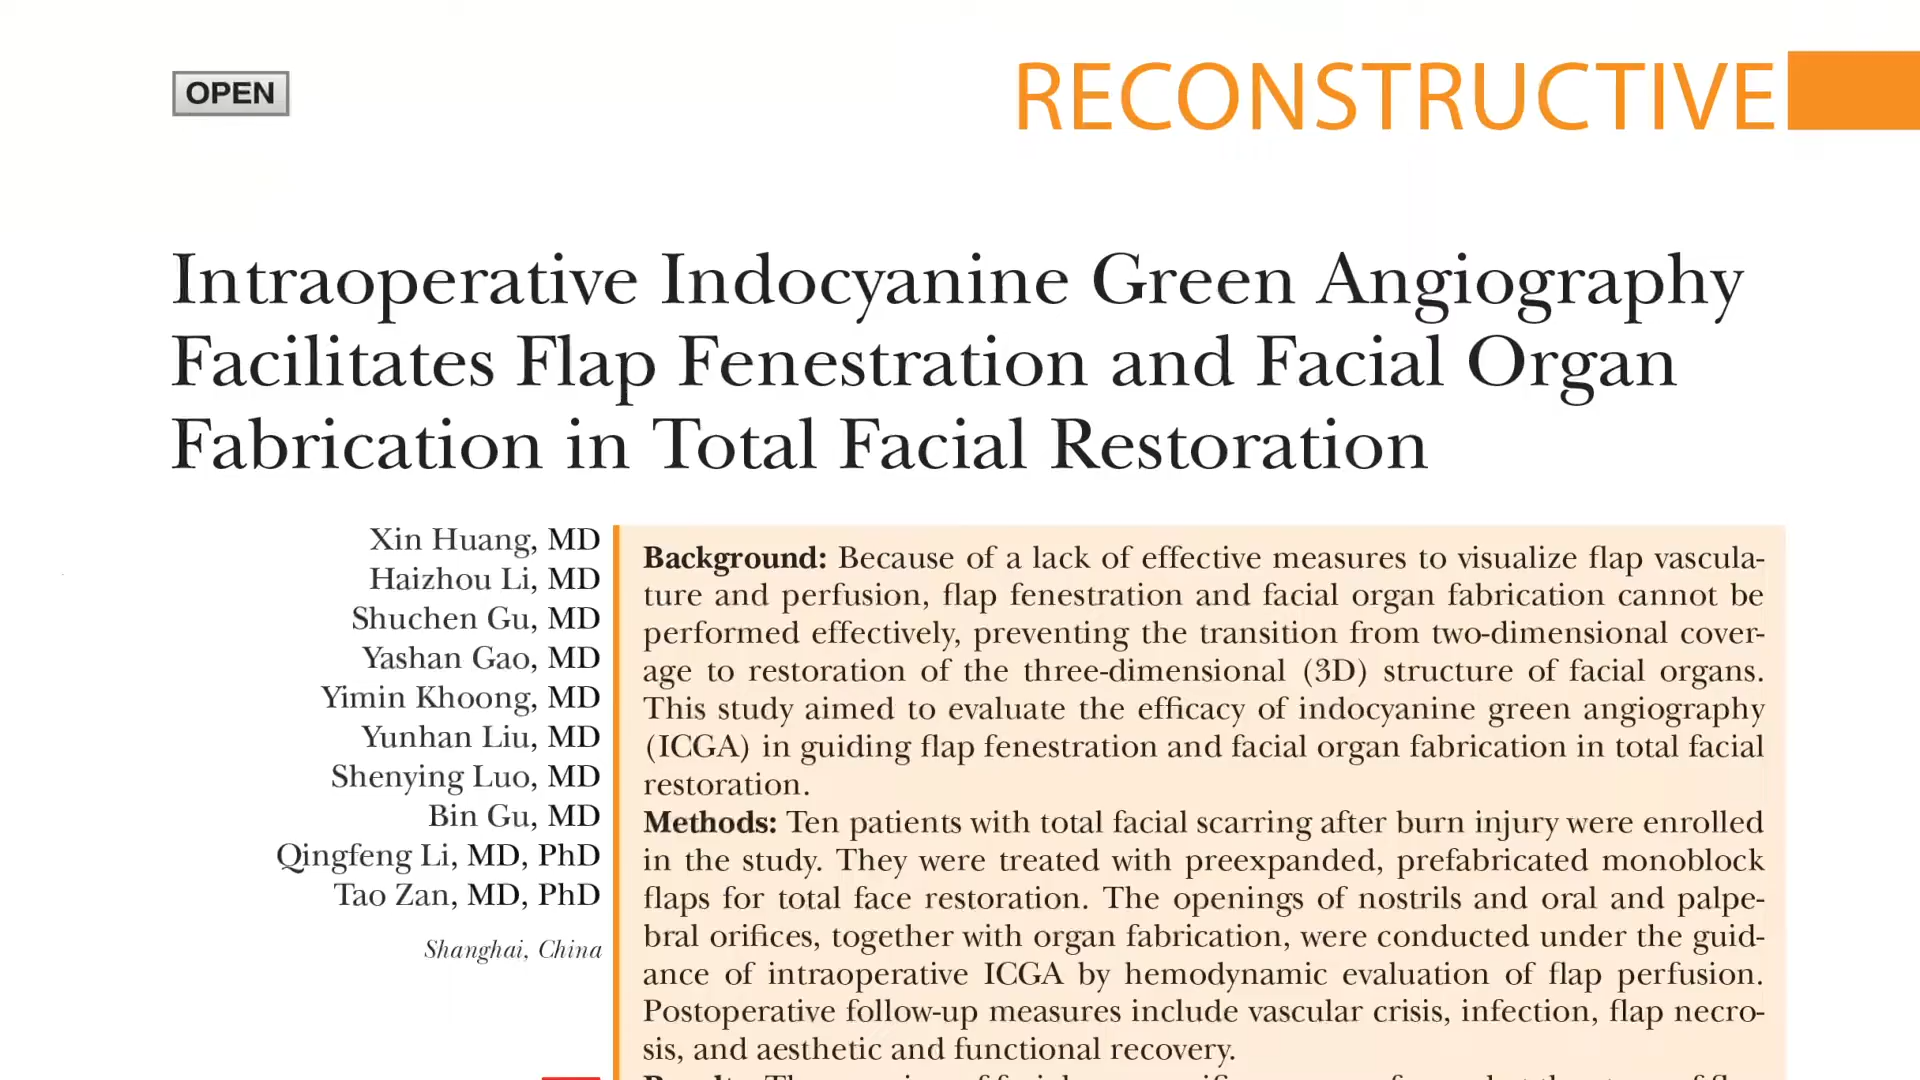 OPEN
RECONSTRUCTIVE
Intraoperative Indocyanine Green Angiography
Facilitates Flap Fenestration and Facial Organ
Fabrication in Total Facial Restoration
Xin Huang, MD
Haizhou Li, MD
Shuchen Gu, MD
Yashan Gao, MD
Yimin Khoong, MD
Yunhan Liu, MD
Shenying Luo, MD
Bin Gu, MD
Qingfeng Li, MD, PhD
Tao Zan, MD, PhD
Shanghai, China
Background: Because of a lack of effective measures to visualize flap vascula-
ture and perfusion, flap fenestration and facial organ fabrication cannot be
performed effectively, preventing the transition from two-dimensional cover-
age to restoration of the three-dimensional (3D) structure of facial organs.
This study aimed to evaluate the efficacy of indocyanine green angiography
(ICGA) in guiding flap fenestration and facial organ fabrication in total facial
restoration.
Methods: Ten patients with total facial scarring after burn injury were enrolled
in the study. They were treated with preexpanded, prefabricated monoblock
flaps for total face restoration. The openings of nostrils and oral and palpe-
bral orifices, together with organ fabrication, were conducted under the guid-
ance of intraoperative ICGA by hemodynamic evaluation of flap perfusion.
Postoperative follow-up measures include vascular crisis, infection, flap necro-
sis, and aesthetic and functional recovery.